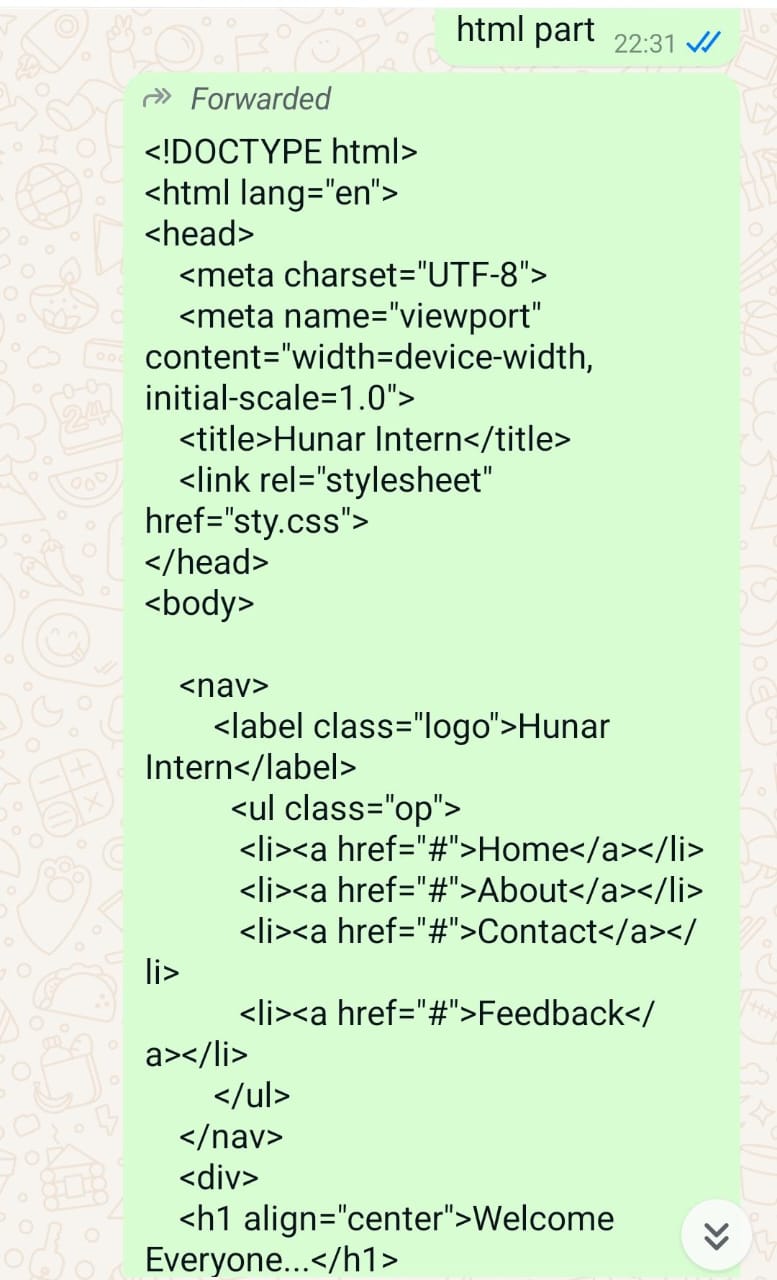 html part 22:31
Forwarded
<!DOCTYPE html>
<html lang="en">
<head>
    <meta charset="UTF-8">
    <meta name="viewport"
content="width=device-width,
initial-scale=1.0">
    <title>Hunar Intern</title>
    <link rel="stylesheet"
href="sty.css">
</head>
<body>

    <nav>
        <label class="logo">Hunar
Intern</label>
          <ul class="op">
           <li><a href="#">Home</a></li>
           <li><a href="#">About</a></li>
           <li><a href="#">Contact</a></
li>
           <li><a href="#">Feedback</
a></li>
        </ul>
    </nav>
    <div>
    <h1 align="center">Welcome
Everyone...</h1>